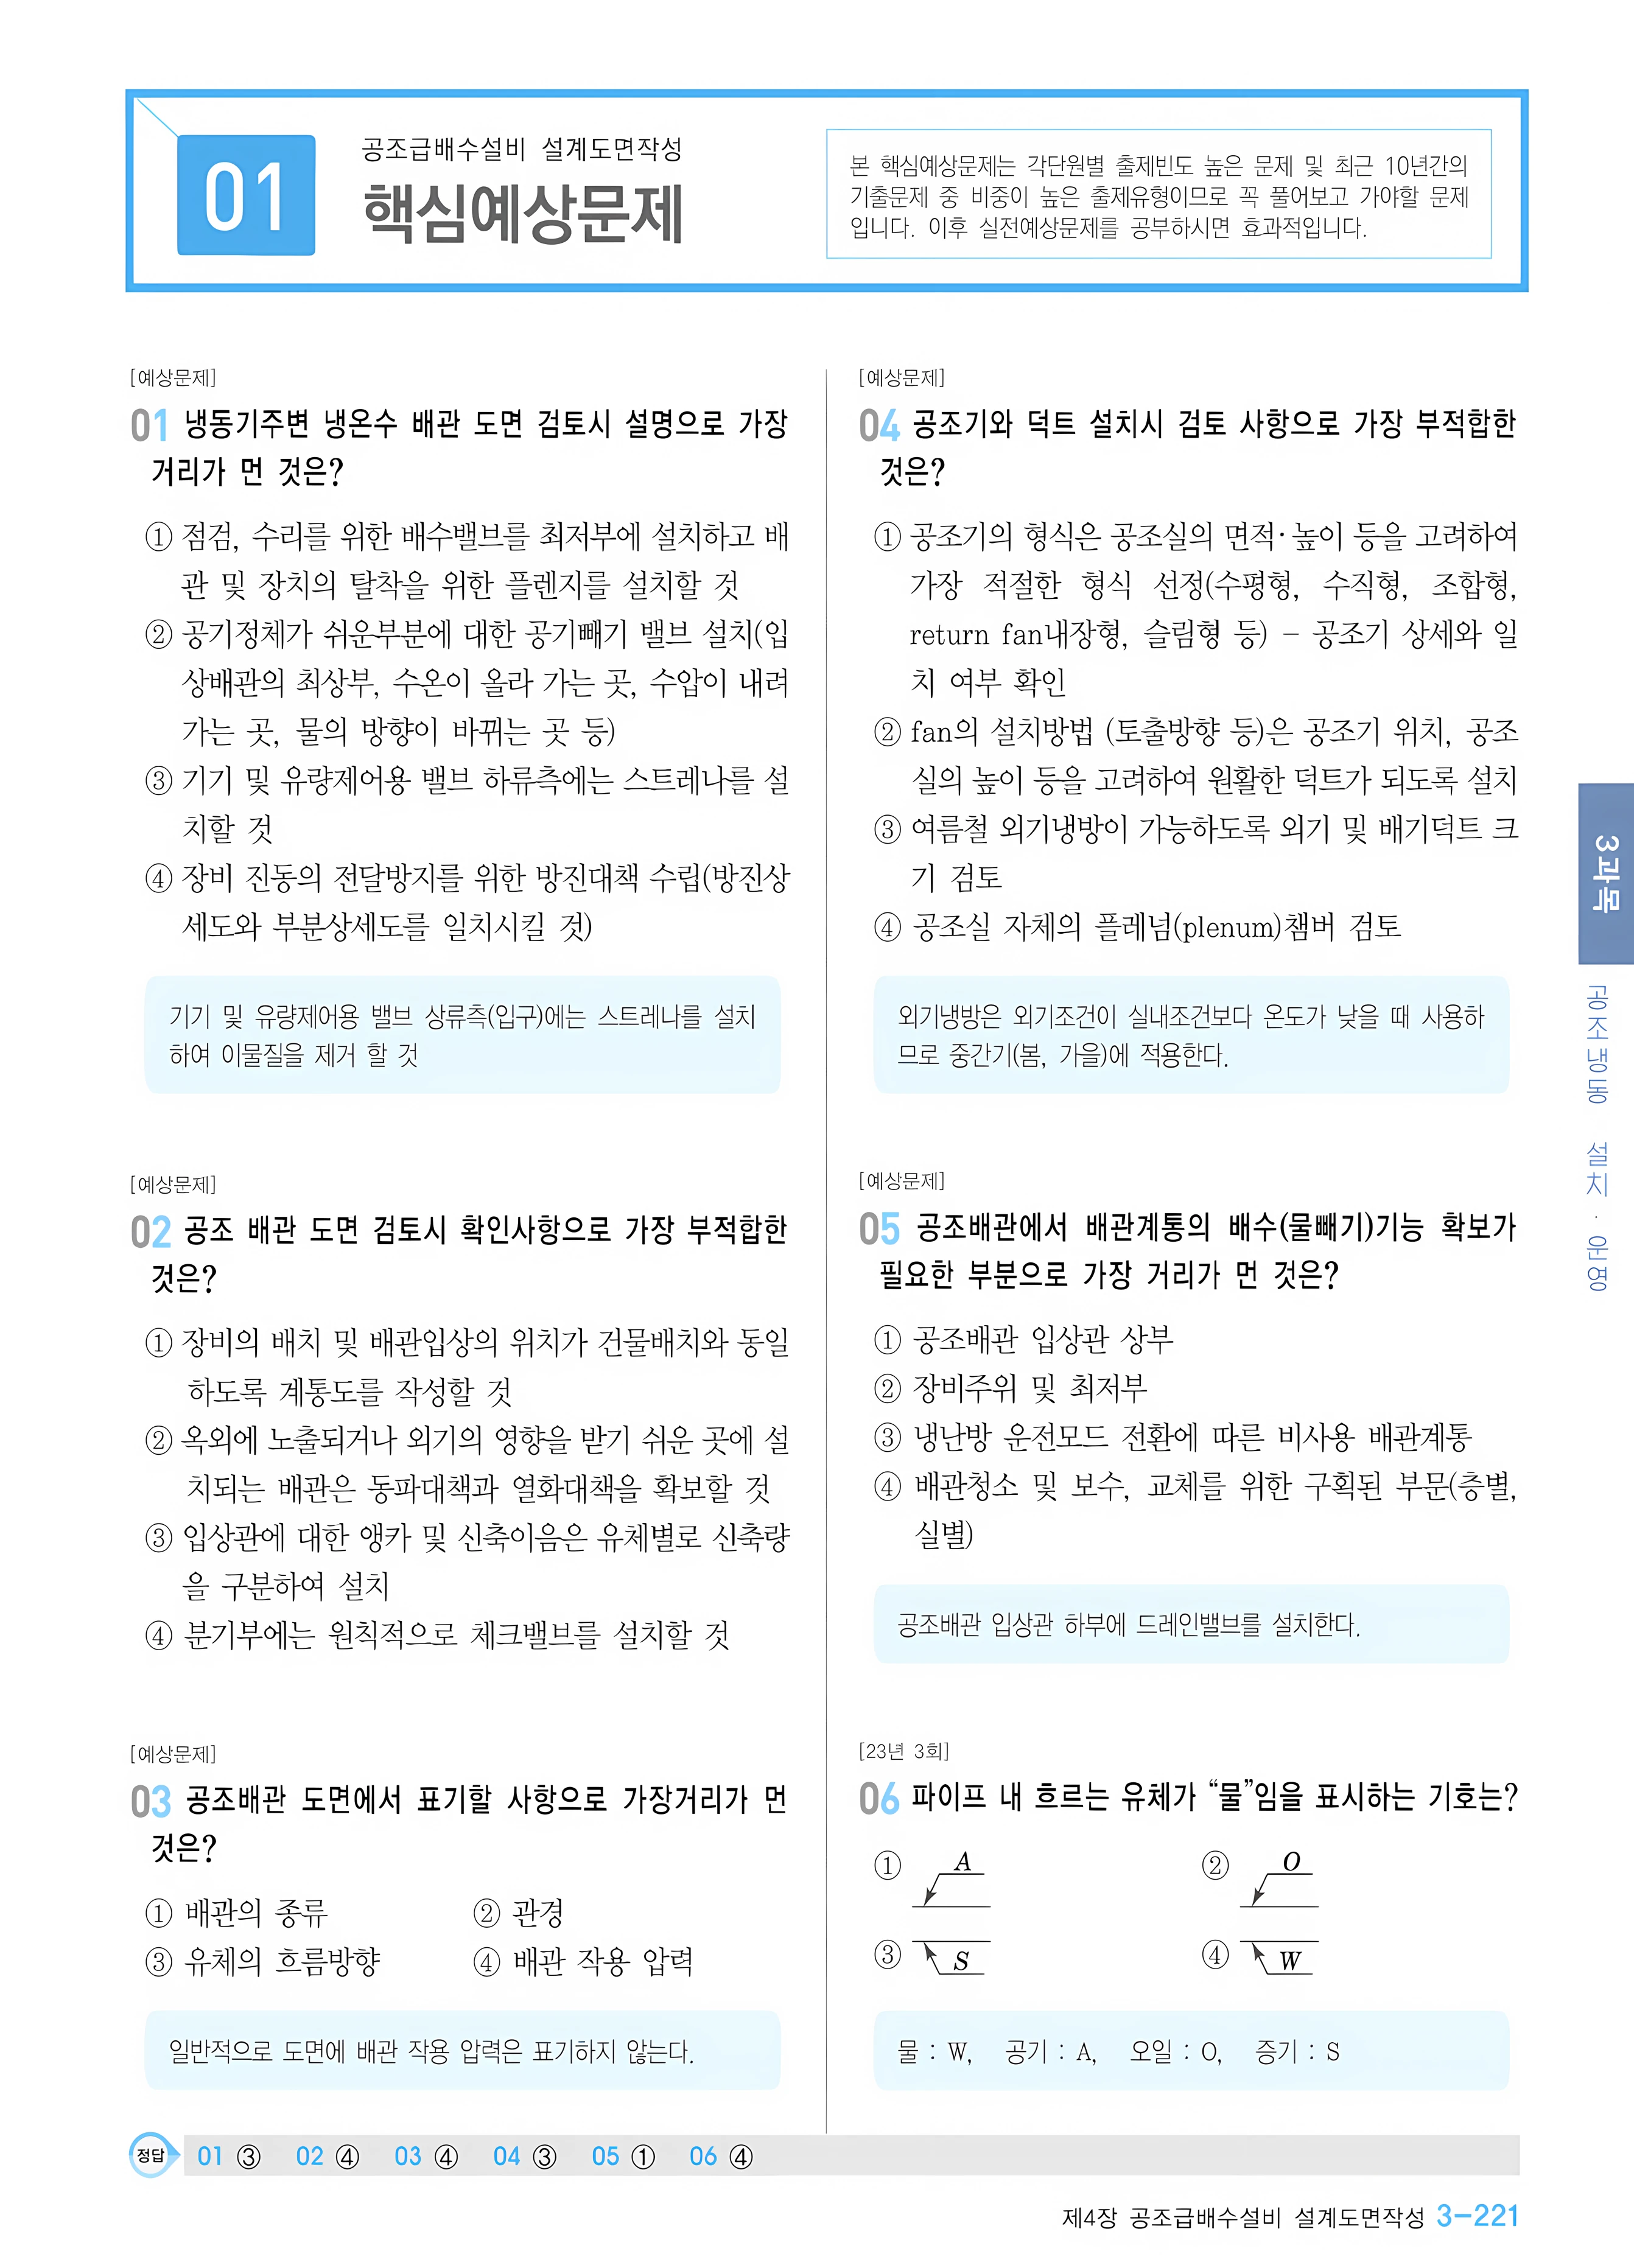 01
공조급배수설비 설계도면작성
핵심예상문제
본 핵심예상문제는 각단원별 출제빈도 높은 문제 및 최근 10년간의
기출문제 중 비중이 높은 출제유형이므로 꼭 풀어보고 가야할 문제
입니다. 이후 실전예상문제를 공부하시면 효과적입니다.
[예상문제]
01 냉동기주변 냉온수 배관 도면 검토시 설명으로 가장
거리가 먼 것은?
① 점검, 수리를 위한 배수밸브를 최저부에 설치하고 배
관 및 장치의 탈착을 위한 플렌지를 설치할 것
② 공기정체가 쉬운부분에 대한 공기빼기 밸브 설치(입
상배관의 최상부, 수온이 올라 가는 곳, 수압이 내려
가는 곳, 물의 방향이 바뀌는 곳 등)
③ 기기 및 유량제어용 밸브 하류측에는 스트레나를 설
치할 것
④ 장비 진동의 전달방지를 위한 방진대책 수립(방진상
세도와 부분상세도를 일치시킬 것)
기기 및 유량제어용 밸브 상류측(입구)에는 스트레나를 설치
하여 이물질을 제거 할 것
[예상문제]
02 공조 배관 도면 검토시 확인사항으로 가장 부적합한
것은?
① 장비의 배치 및 배관입상의 위치가 건물배치와 동일
하도록 계통도를 작성할 것
② 옥외에 노출되거나 외기의 영향을 받기 쉬운 곳에 설
치되는 배관은 동파대책과 열화대책을 확보할 것
③ 입상관에 대한 앵카 및 신축이음은 유체별로 신축량
을 구분하여 설치
④ 분기부에는 원칙적으로 체크밸브를 설치할 것
[예상문제]
03 공조배관 도면에서 표기할 사항으로 가장거리가 먼
것은?
① 배관의 종류 ② 관경
③ 유체의 흐름방향 ④ 배관 작용 압력
일반적으로 도면에 배관 작용 압력은 표기하지 않는다.
[예상문제]
04 공조기와 덕트 설치시 검토 사항으로 가장 부적합한
것은?
① 공조기의 형식은 공조실의 면적·높이 등을 고려하여
가장 적절한 형식 선정(수평형, 수직형, 조합형,
return fan내장형, 슬림형 등) – 공조기 상세와 일
치 여부 확인
② fan의 설치방법 (토출방향 등)은 공조기 위치, 공조
실의 높이 등을 고려하여 원활한 덕트가 되도록 설치
③ 여름철 외기냉방이 가능하도록 외기 및 배기덕트 크
기 검토
④ 공조실 자체의 플래넘(plenum)챔버 검토
외기냉방은 외기조건이 실내조건보다 온도가 낮을 때 사용하
므로 중간기(봄, 가을)에 적용한다.
[예상문제]
05 공조배관에서 배관계통의 배수(물빼기)기능 확보가
필요한 부분으로 가장 거리가 먼 것은?
① 공조배관 입상관 상부
② 장비주위 및 최저부
③ 냉난방 운전모드 전환에 따른 비사용 배관계통
④ 배관청소 및 보수, 교체를 위한 구획된 부문(층별,
실별)
공조배관 입상관 하부에 드레인밸브를 설치한다.
[23년 3회]
06 파이프 내 흐르는 유체가 “물”임을 표시하는 기호는?
① A ② O
③ S ④ W
물 : W, 공기 : A, 오일 : O, 증기 : S
3과목
공조냉동 설치·운영
정답 01 ③ 02 ④ 03 ④ 04 ③ 05 ① 06 ④
제4장 공조급배수설비 설계도면작성 3-221